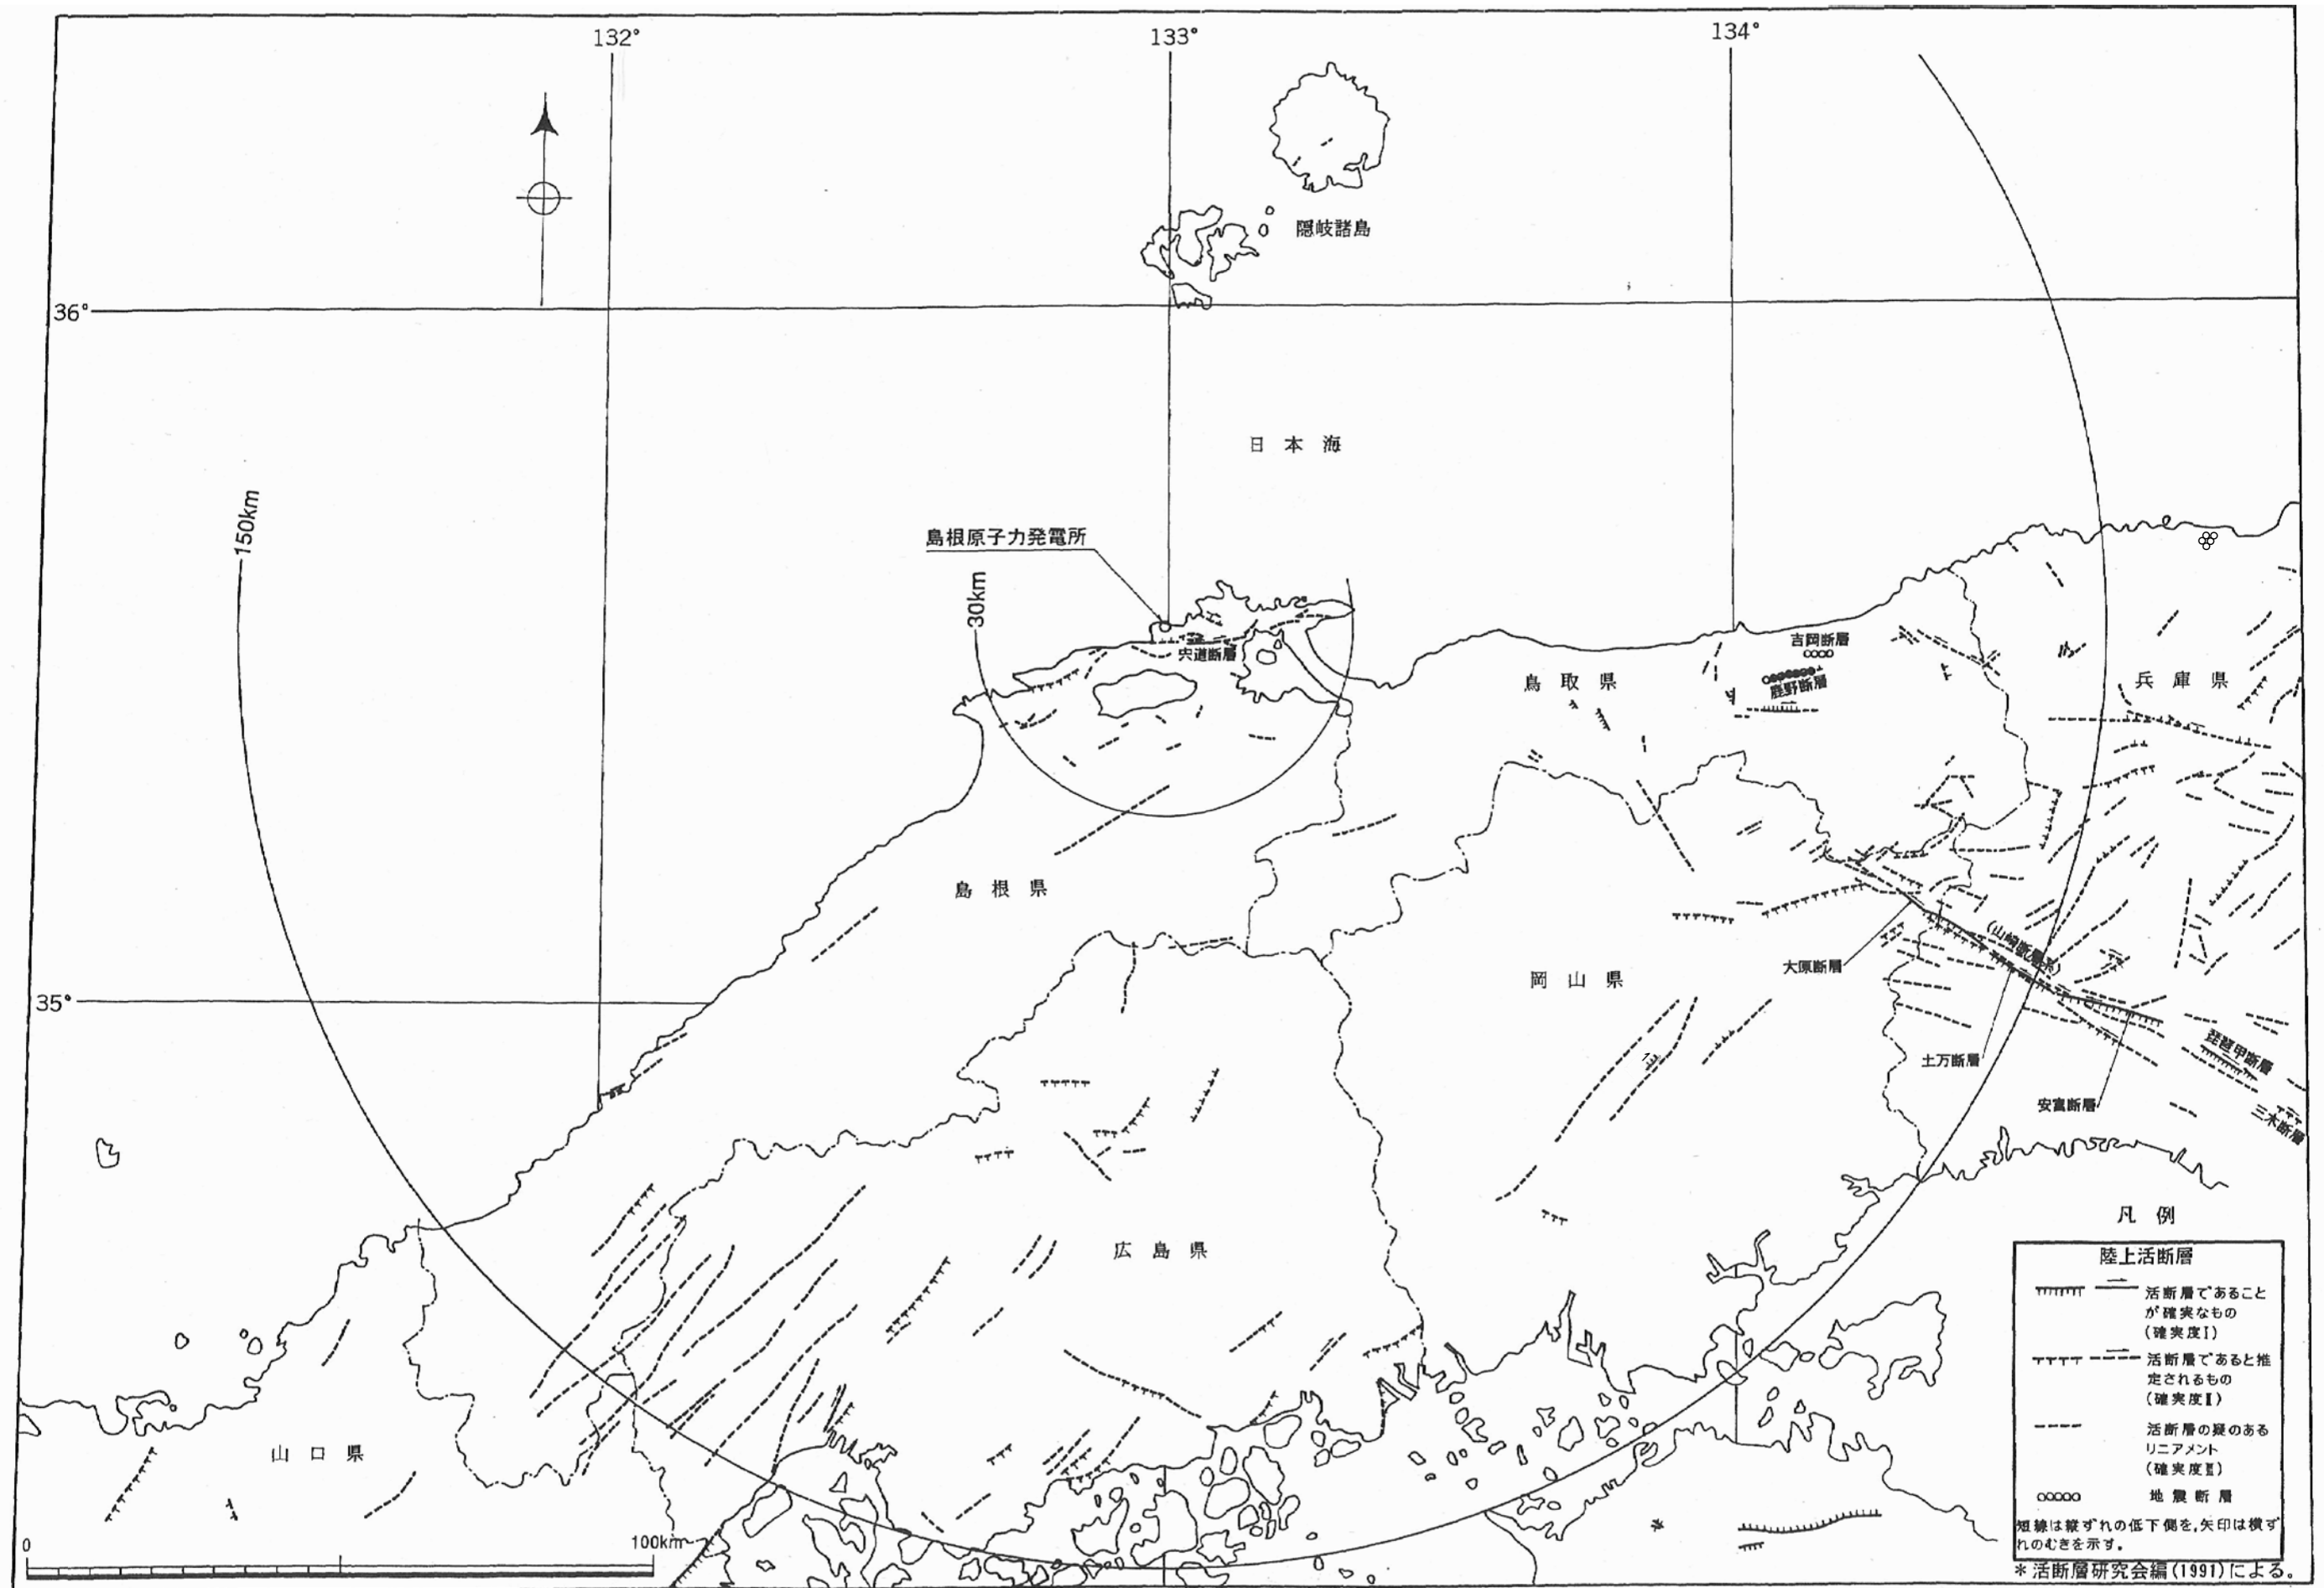 132°
133°
134°
隠岐諸島
36°
日本海
150km
島根原子力発電所
30km
宍道断層
吉岡断層
鹿野断層
鳥取県
兵庫県
島根県
岡山県
大原断層
(山崎断層系)
35°
土万断層
琵琶甲断層
安富断層
三木断層
広島県
山口県
0
100km
凡例
陸上活断層
活断層であること
が確実なもの
(確実度Ⅰ)
活断層であると推
定されるもの
(確実度Ⅱ)
活断層の疑のある
リニアメント
(確実度Ⅲ)
地震断層
短線は縦ずれの低下側を,矢印は横ず
れのむきを示す。
*活断層研究会編(1991)による。